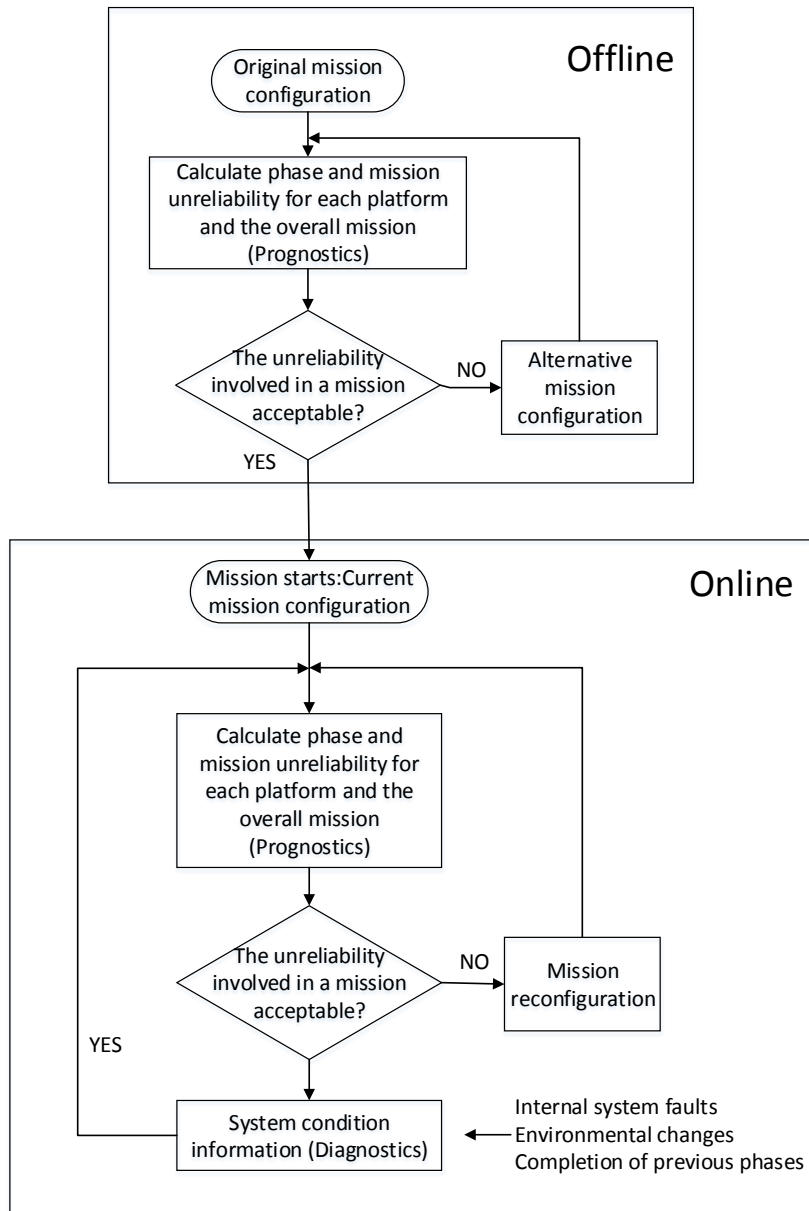 Offline
Original mission
configuration
Calculate phase and mission
unreliability for each platform
and the overall mission
(Prognostics)
The unreliability
involved in a mission
acceptable?
NO
Alternative
mission
configuration
YES
Mission starts:Current
mission configuration
Online
Calculate phase and
mission unreliability for
each platform and the
overall mission
(Prognostics)
The unreliability
involved in a mission
acceptable?
NO
Mission
reconfiguration
YES
System condition
information (Diagnostics)
Internal system faults
Environmental changes
Completion of previous phases